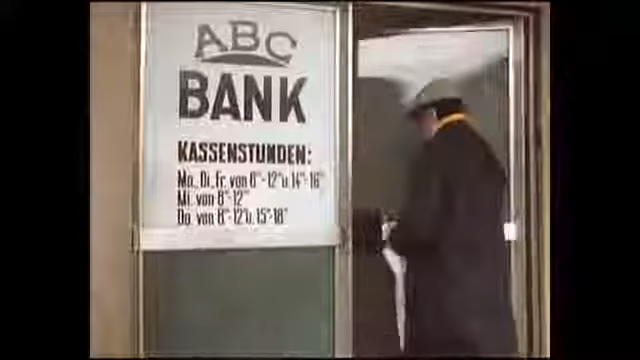 ABC
BANK
KASSENSTUNDEN:
Mo., Di., Fr. von 8°°-12°° u. 14°°-16°°
Mi. von 8°°-12°°
Do. von 8°°-12°° u. 15°°-18°°